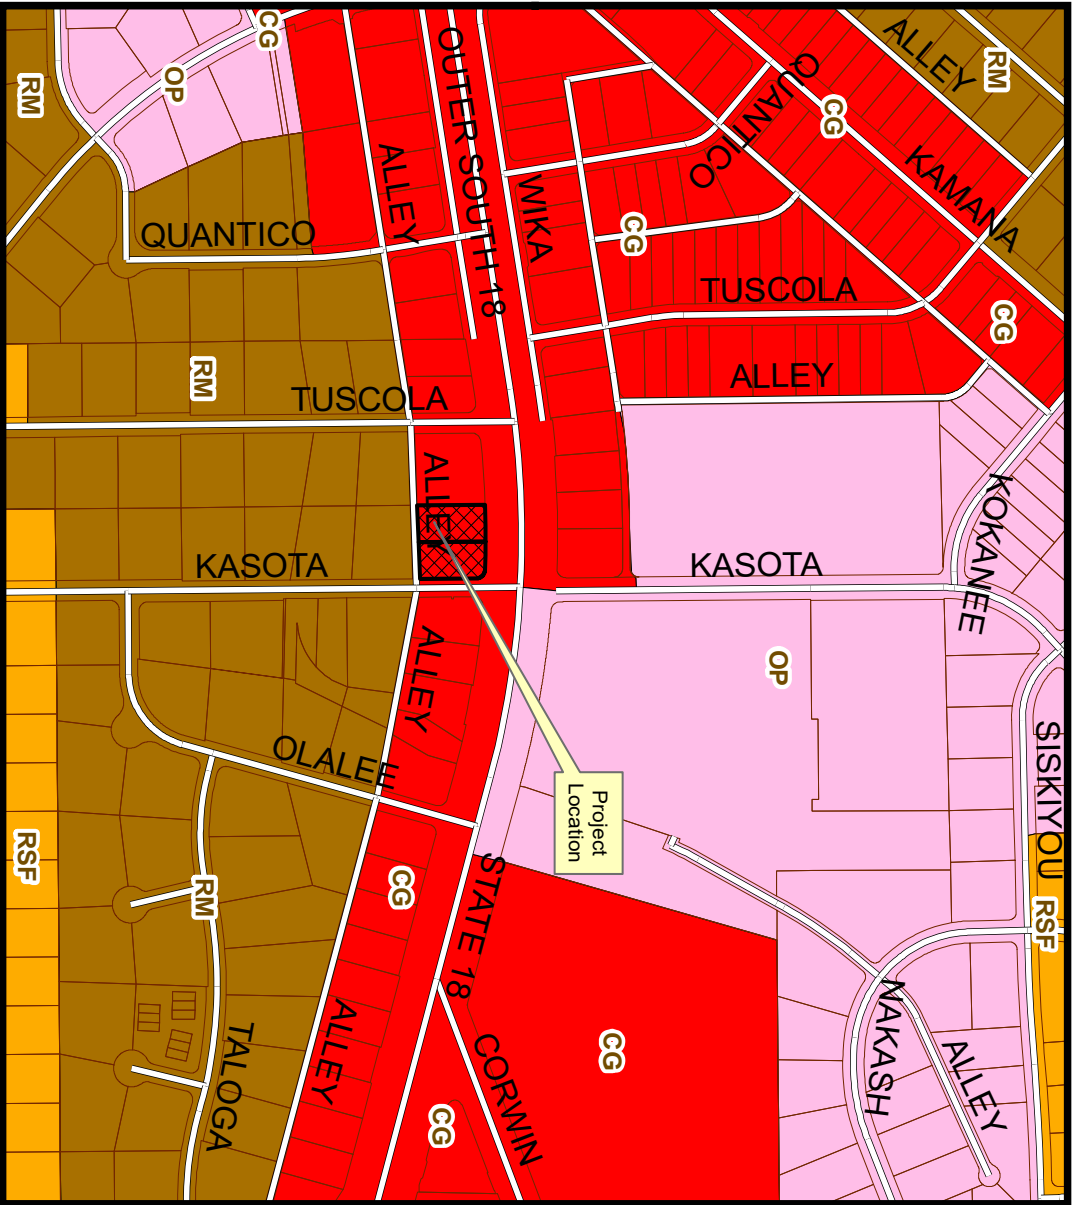 CG
ALLEY
RM
OP
RM
OUTER SOUTH 18
QUANTICO
CG
KAMANA
ALLEY
WIKA
CG
QUANTICO
TUSCOLA
CG
RM
TUSCOLA
ALLEY
ALLEY
KOKANEE
KASOTA
KASOTA
ALLEY
OP
OLALEE
Project
Location
SISKIYOU
RSF
RM
CG
STATE 18
RSF
ALLEY
CORWIN
CG
NAKASH
ALLEY
TALOGA
CG